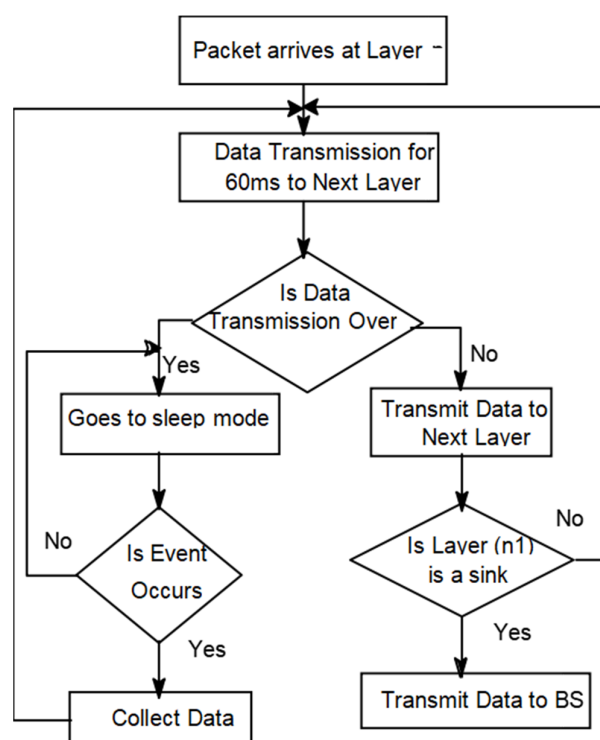 Packet arrives at Layer -
Data Transmission for
60ms to Next Layer
Is Data
Transmission Over
Yes
No
Goes to sleep mode
Transmit Data to
Next Layer
No
Is Event
Occurs
Is Layer (n1)
is a sink
No
Yes
Yes
Collect Data
Transmit Data to BS